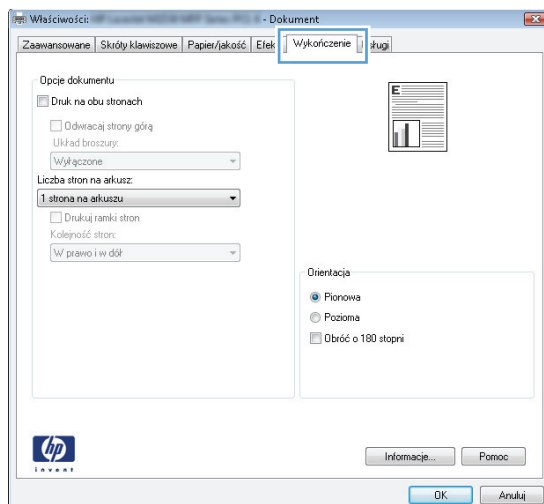 Właściwości: - Dokument
Zaawansowane Skróty klawiszowe Papier/jakość Efek Wykończenie sługi
Opcje dokumentu
Druk na obu stronach
Odwracaj strony górą
Układ broszury:
Wyłączone
Liczba stron na arkusz:
1 strona na arkuszu
Drukuj ramki stron
Kolejność stron:
W prawo i w dół
E
Orientacja
Pionowa
Pozioma
Obróć o 180 stopni
hp
invent
Informacje... Pomoc
OK Anuluj